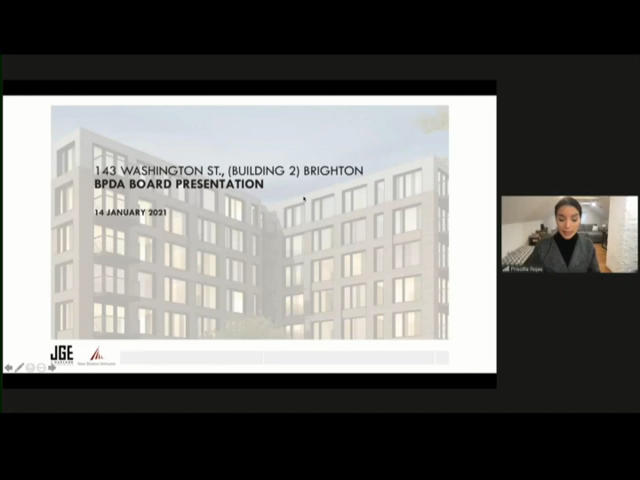 143 WASHINGTON ST., (BUILDING 2) BRIGHTON
BPDA BOARD PRESENTATION
14 JANUARY 2021
JGE
Priscilla Rojas